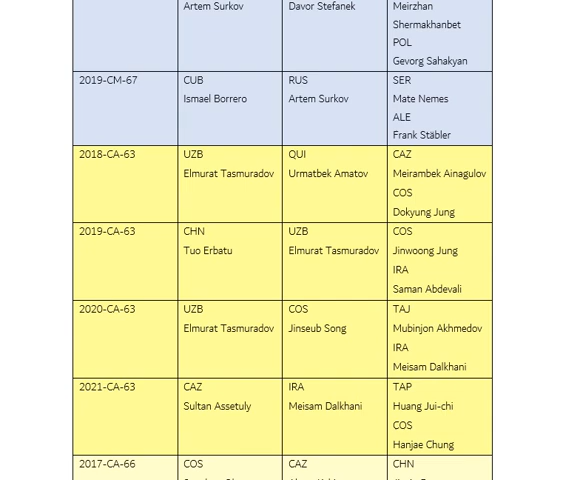 Artem Surkov
Davor Stefanek
Meirzhan
Shermakhanbet
POL
Gevorg Sahakyan
2019-CM-67
CUB
Ismael Borrero
RUS
Artem Surkov
SER
Mate Nemes
ALE
Frank Stäbler
2018-CA-63
UZB
Elmurat Tasmuradov
QUI
Urmatbek Amatov
CAZ
Meirambek Ainagulov
COS
Dokyung Jung
2019-CA-63
CHN
Tuo Erbatu
UZB
Elmurat Tasmuradov
COS
Jinwoong Jung
IRA
Saman Abdevali
2020-CA-63
UZB
Elmurat Tasmuradov
COS
Jinseub Song
TAJ
Mubinjon Akhmedov
IRA
Meisam Dalkhani
2021-CA-63
CAZ
Sultan Assetuly
IRA
Meisam Dalkhani
TAP
Huang Jui-chi
COS
Hanjae Chung
2017-CA-66
COS
CAZ
CHN